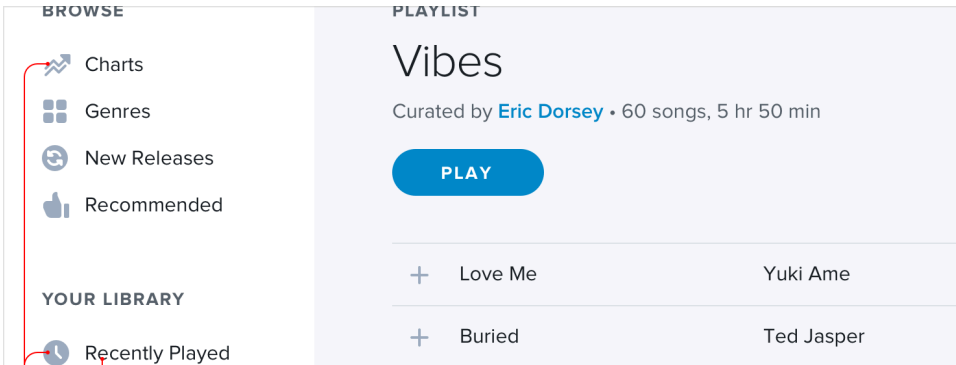 BROWSE
Charts
Genres
New Releases
Recommended
YOUR LIBRARY
Recently Played
PLAYLIST
Vibes
Curated by Eric Dorsey • 60 songs, 5 hr 50 min
PLAY
Love Me Yuki Ame
Buried Ted Jasper